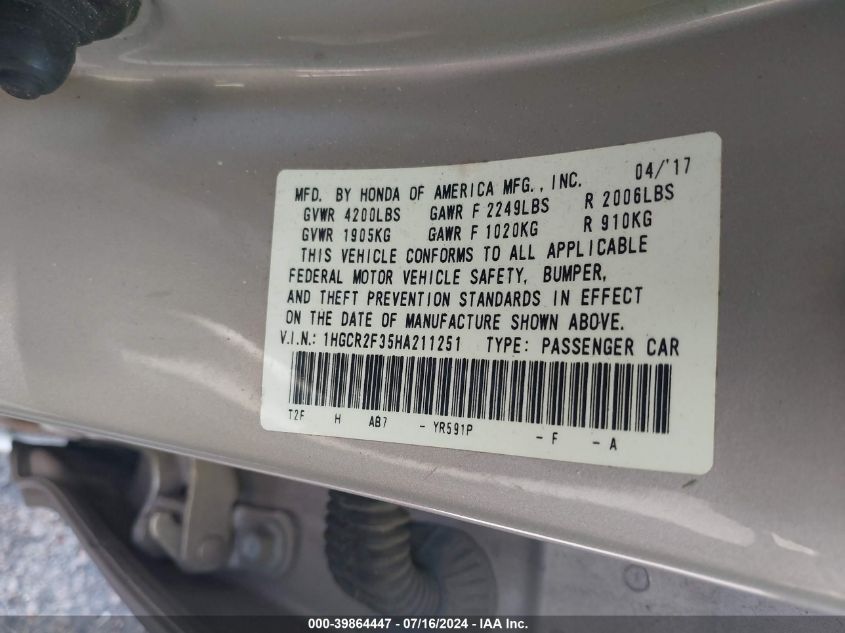 MFD. BY HONDA OF AMERICA MFG., INC. 04/'17
GVWR 4200LBS GAWR F 2249LBS R 2006LBS
GVWR 1905KG GAWR F 1020KG R 910KG
THIS VEHICLE CONFORMS TO ALL APPLICABLE
FEDERAL MOTOR VEHICLE SAFETY, BUMPER,
AND THEFT PREVENTION STANDARDS IN EFFECT
ON THE DATE OF MANUFACTURE SHOWN ABOVE.
V.I.N.: 1HGCR2F35HA211251 TYPE: PASSENGER CAR
T2F H AB7 - YR591P - F - A
000-39864447 / 07/16/2024 / IAA Inc.